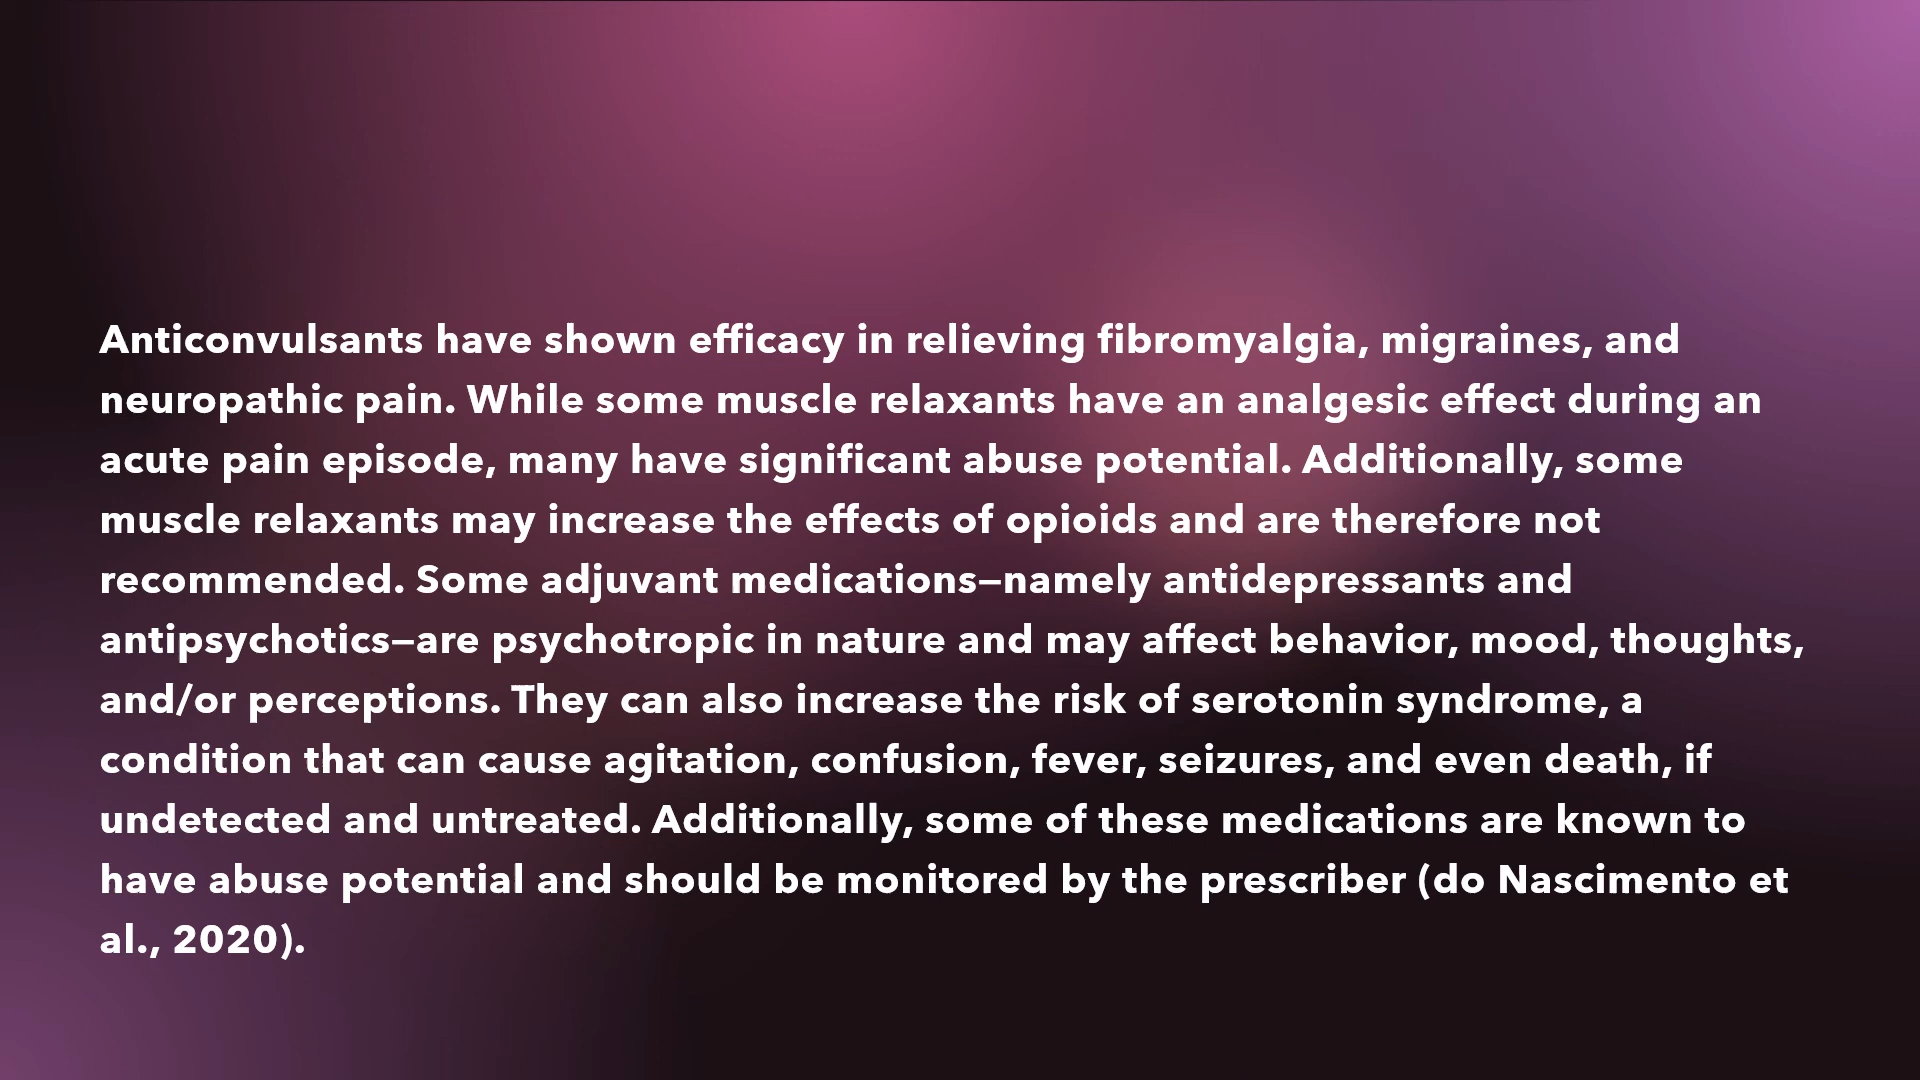 Anticonvulsants have shown efficacy in relieving fibromyalgia, migraines, and
neuropathic pain. While some muscle relaxants have an analgesic effect during an
acute pain episode, many have significant abuse potential. Additionally, some
muscle relaxants may increase the effects of opioids and are therefore not
recommended. Some adjuvant medications—namely antidepressants and
antipsychotics—are psychotropic in nature and may affect behavior, mood, thoughts,
and/or perceptions. They can also increase the risk of serotonin syndrome, a
condition that can cause agitation, confusion, fever, seizures, and even death, if
undetected and untreated. Additionally, some of these medications are known to
have abuse potential and should be monitored by the prescriber (do Nascimento et
al., 2020).